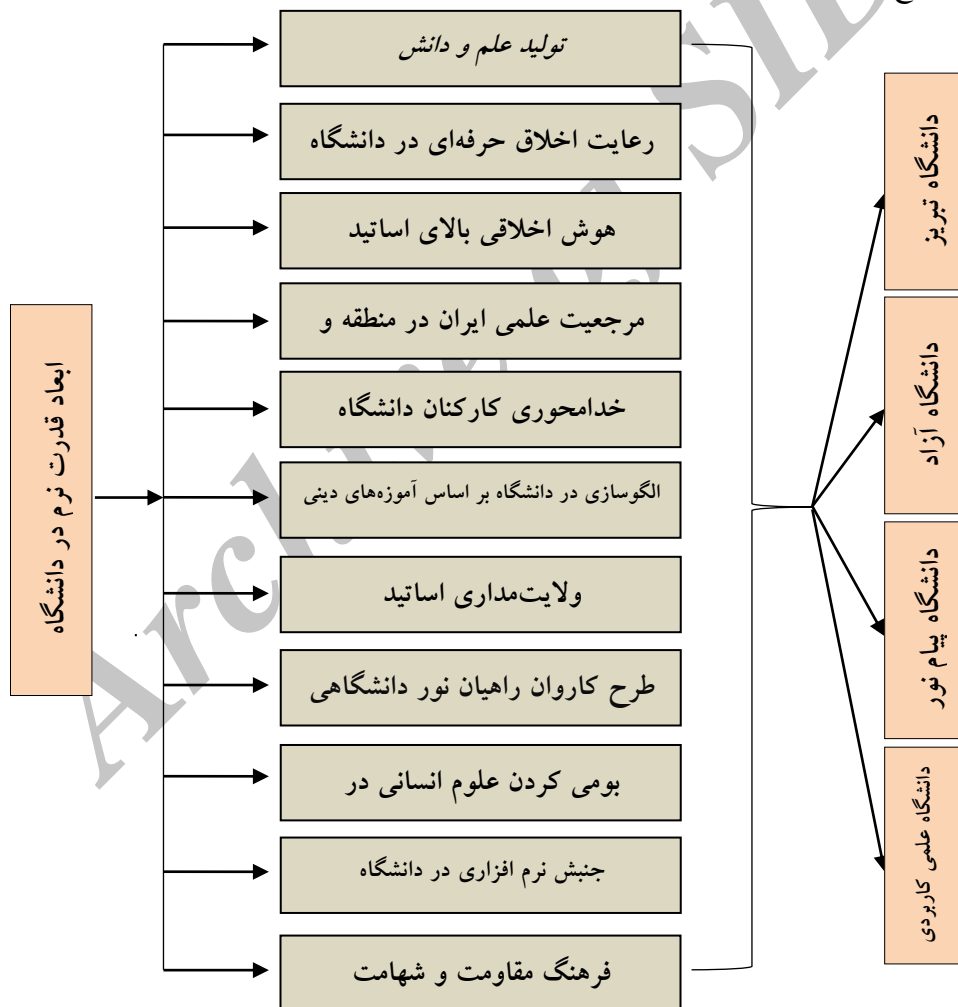 تولید علم و دانش
رعایت اخلاق حرفه‌ای در دانشگاه
هوش اخلاقی بالای اساتید
مرجعیت علمی ایران در منطقه و
خدامحوری کارکنان دانشگاه
الگوسازی در دانشگاه بر اساس آموزه‌های دینی
ولایت‌مداری اساتید
طرح کاروان راهیان نور دانشگاهی
بومی کردن علوم انسانی در
جنبش نرم افزاری در دانشگاه
فرهنگ مقاومت و شهامت
ابعاد قدرت نرم در دانشگاه
دانشگاه تبریز
دانشگاه آزاد
دانشگاه پیام نور
دانشگاه علمی کاربردی
Archive of SID